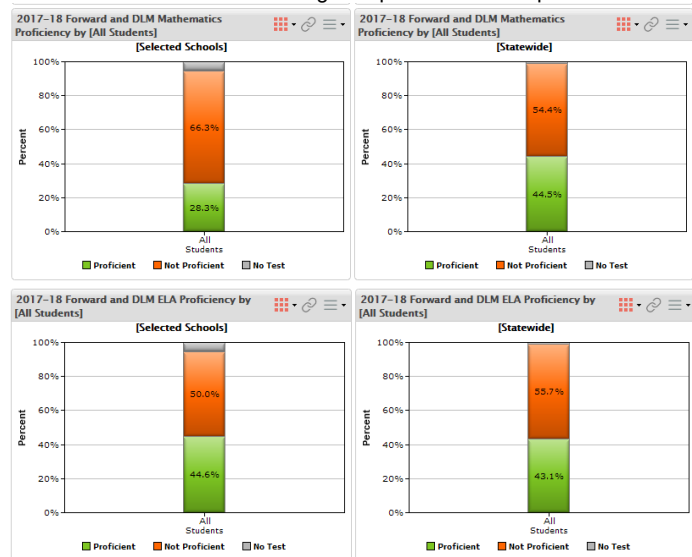 2017-18 Forward and DLM Mathematics
Proficiency by [All Students]
[Selected Schools]
100%
80%
60%
40%
20%
0%
Percent
66.3%
28.3%
All
Students
Proficient Not Proficient No Test
2017-18 Forward and DLM Mathematics
Proficiency by [All Students]
[Statewide]
100%
80%
60%
40%
20%
0%
Percent
54.4%
44.5%
All
Students
Proficient Not Proficient No Test
2017-18 Forward and DLM ELA Proficiency by
[All Students]
[Selected Schools]
100%
80%
60%
40%
20%
0%
Percent
50.0%
44.6%
All
Students
Proficient Not Proficient No Test
2017-18 Forward and DLM ELA Proficiency by
[All Students]
[Statewide]
100%
80%
60%
40%
20%
0%
Percent
55.7%
43.1%
All
Students
Proficient Not Proficient No Test